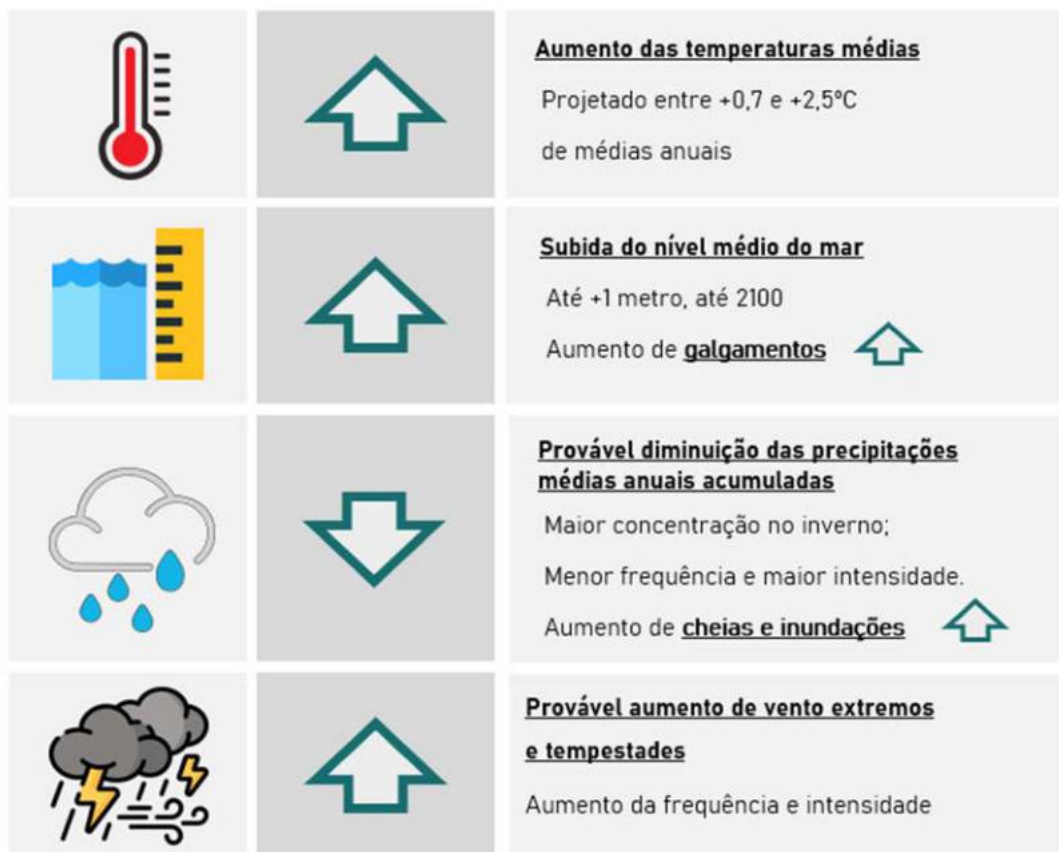 Aumento das temperaturas médias
Projetado entre +0,7 e +2,5ºC
de médias anuais
Subida do nível médio do mar
Até +1 metro, até 2100
Aumento de galgamentos
Provável diminuição das precipitações
médias anuais acumuladas
Maior concentração no inverno;
Menor frequência e maior intensidade.
Aumento de cheias e inundações
Provável aumento de vento extremos
e tempestades
Aumento da frequência e intensidade